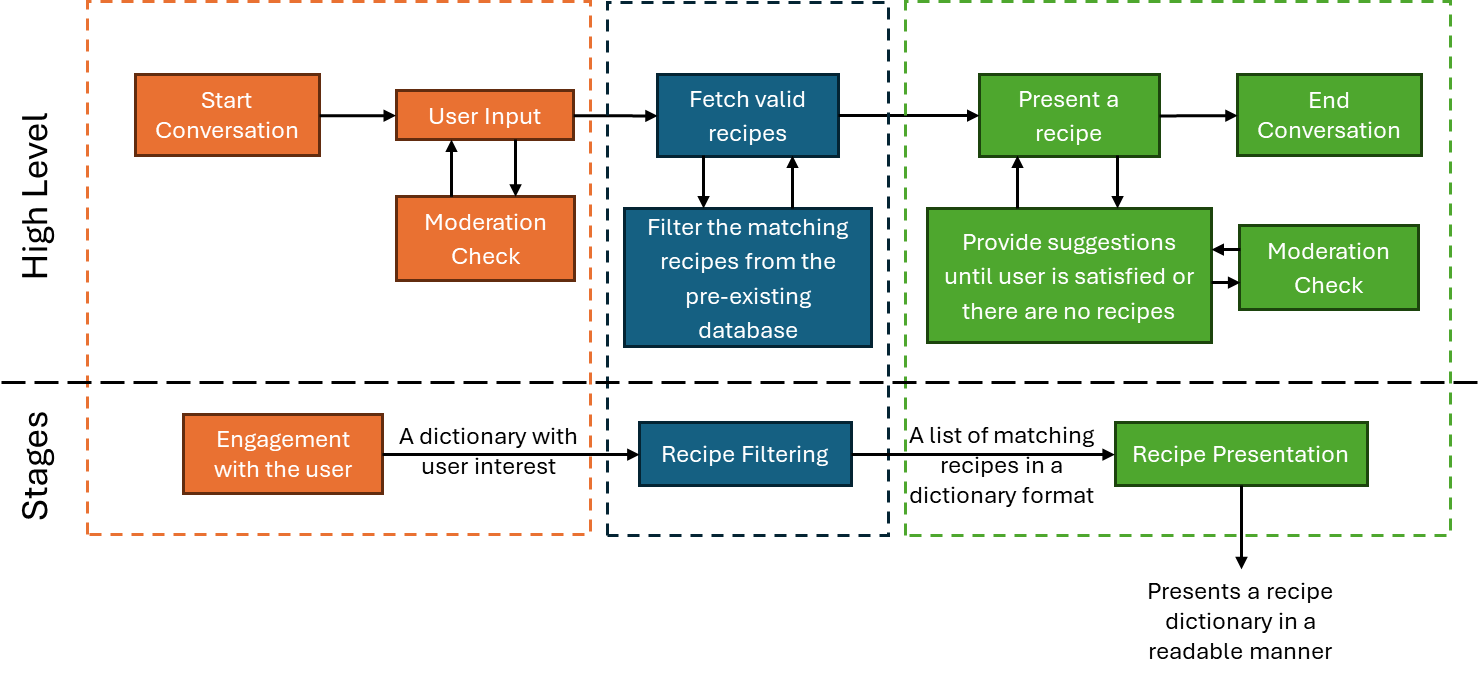 High Level
Start
Conversation
User Input
Moderation
Check
Fetch valid
recipes
Filter the matching
recipes from the
pre-existing
database
Present a
recipe
End
Conversation
Provide suggestions
until user is satisfied or
there are no recipes
Moderation
Check
Stages
Engagement
with the user
A dictionary with
user interest
Recipe Filtering
A list of matching
recipes in a
dictionary format
Recipe Presentation
Presents a recipe
dictionary in a
readable manner